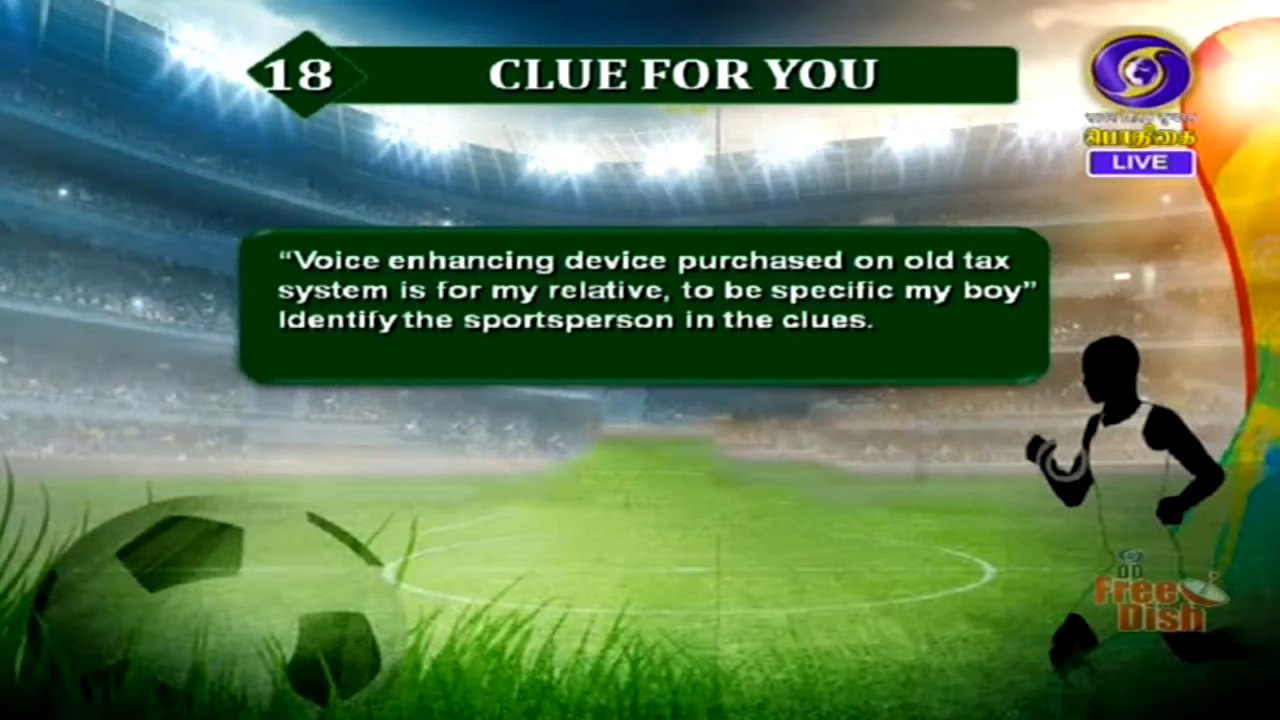 18 CLUE FOR YOU
பொதிகை
LIVE
“Voice enhancing device purchased on old tax
system is for my relative, to be specific my boy”
Identify the sportsperson in the clues.
DD
Free
Dish